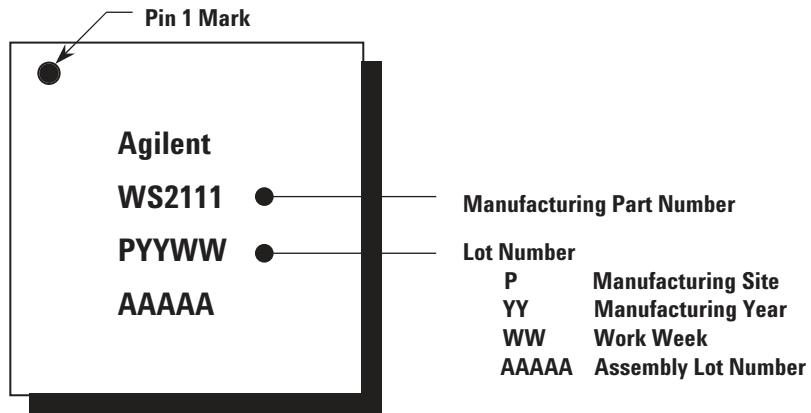 Pin 1 Mark
Agilent
WS2111
PYYWW
AAAAA
Manufacturing Part Number
Lot Number
P Manufacturing Site
YY Manufacturing Year
WW Work Week
AAAAA Assembly Lot Number